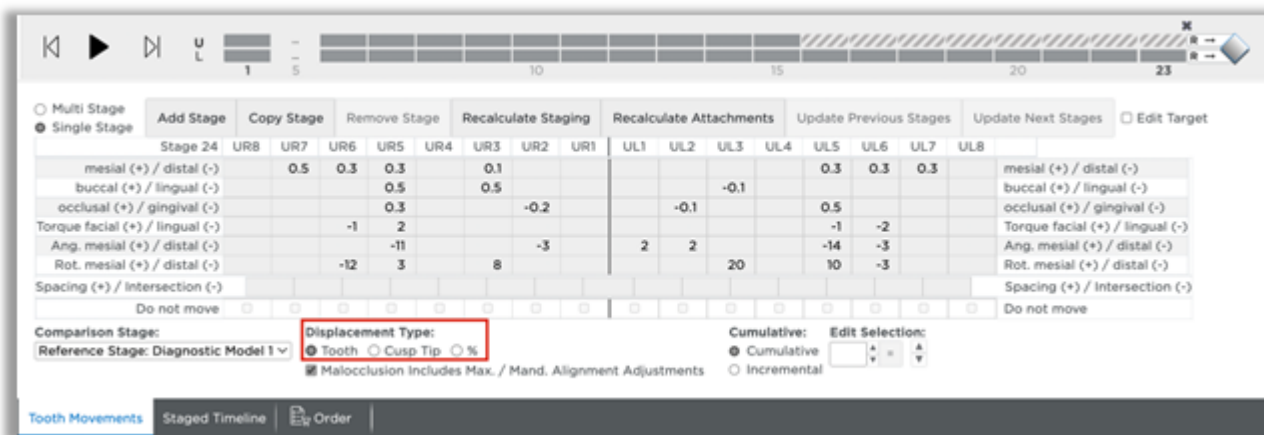 U
L
R →
R →
1 5 10 15 20 23
Multi Stage
Single Stage
Add Stage Copy Stage Remove Stage Recalculate Staging Recalculate Attachments Update Previous Stages Update Next Stages Edit Target
Stage 24 UR8 UR7 UR6 UR5 UR4 UR3 UR2 UR1 UL1 UL2 UL3 UL4 UL5 UL6 UL7 UL8
mesial (+) / distal (-) 0.5 0.3 0.3 0.1 0.3 0.3 0.3 mesial (+) / distal (-)
buccal (+) / lingual (-) 0.5 0.5 -0.1 buccal (+) / lingual (-)
occlusal (+) / gingival (-) 0.3 -0.2 -0.1 0.5 occlusal (+) / gingival (-)
Torque facial (+) / lingual (-) -1 2 -1 -2 Torque facial (+) / lingual (-)
Ang. mesial (+) / distal (-) -11 -3 2 2 -14 -3 Ang. mesial (+) / distal (-)
Rot. mesial (+) / distal (-) -12 3 8 20 10 -3 Rot. mesial (+) / distal (-)
Spacing (+) / Intersection (-) Spacing (+) / Intersection (-)
Do not move Do not move
Comparison Stage: Displacement Type: Cumulative: Edit Selection:
Reference Stage: Diagnostic Model 1 Tooth Cusp Tip % Cumulative =
Malocclusion Includes Max. / Mand. Alignment Adjustments Incremental
Tooth Movements Staged Timeline Order